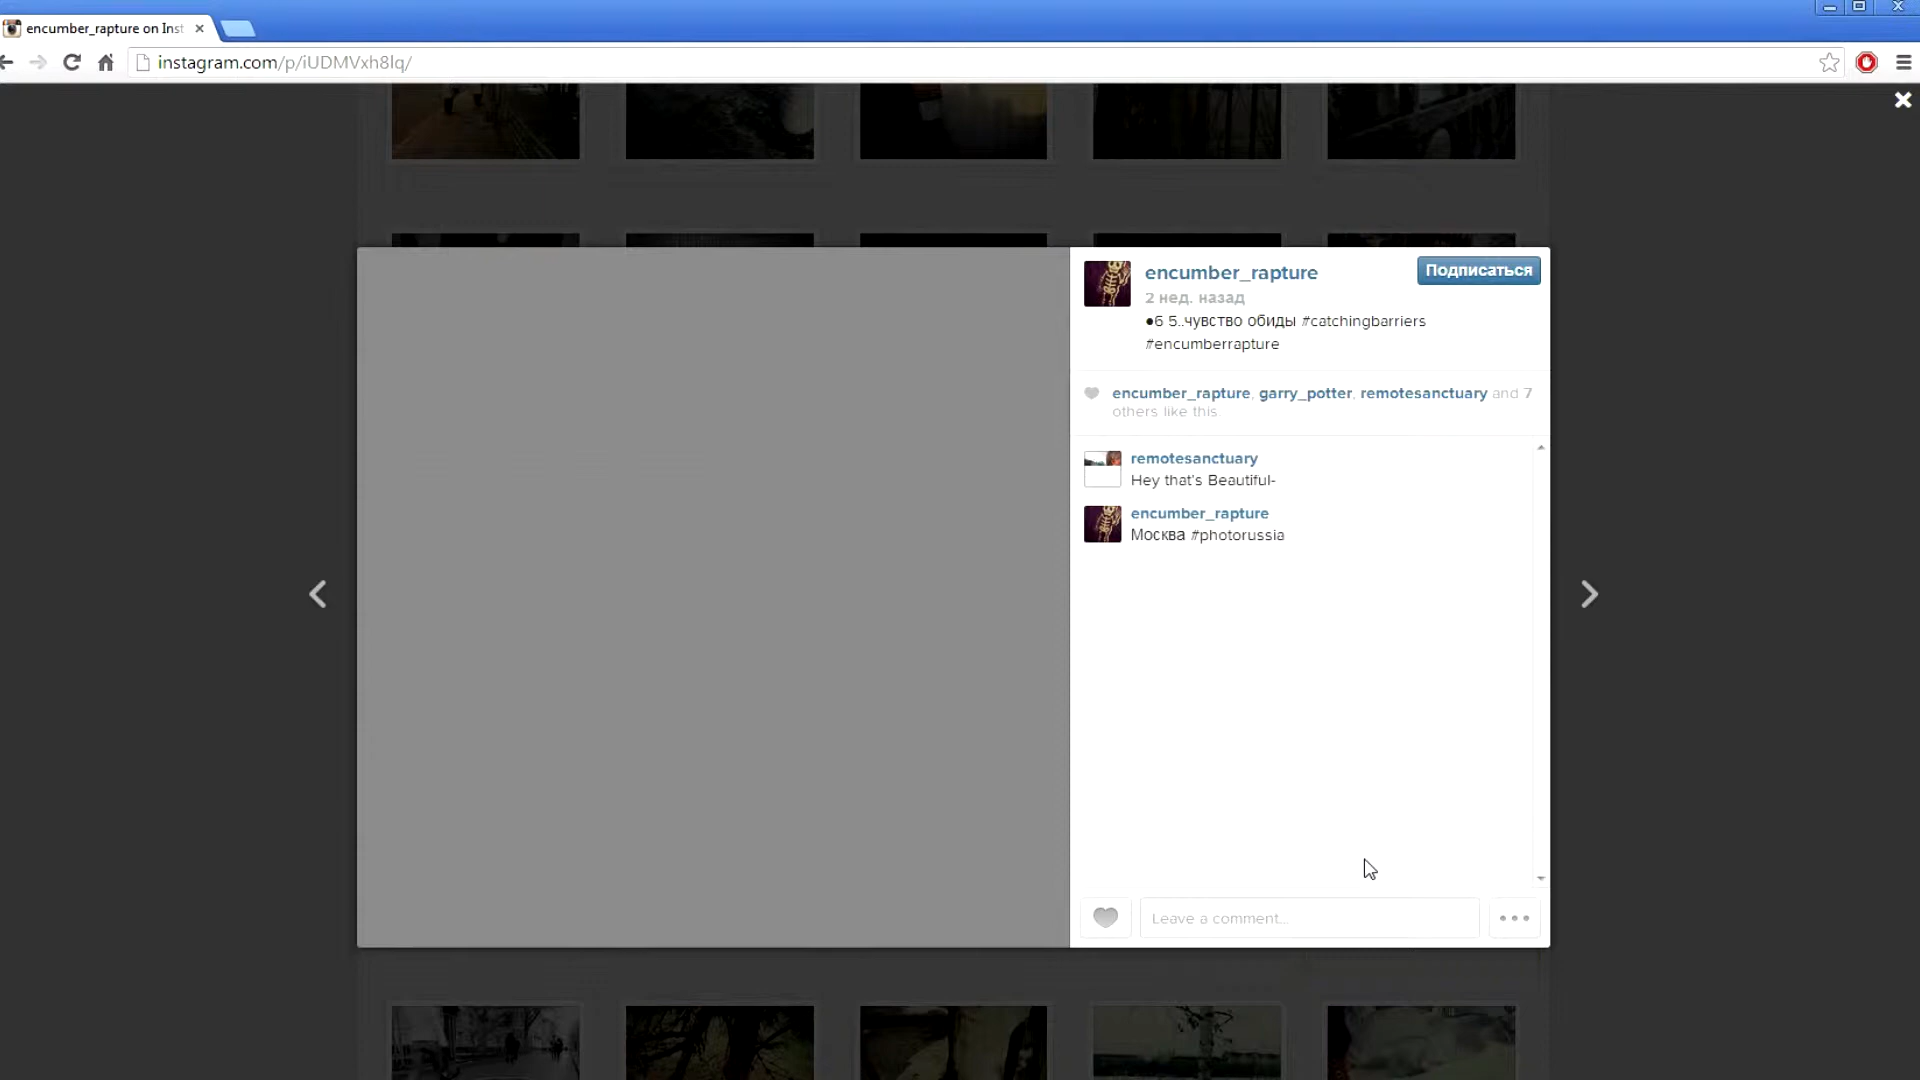 encumber_rapture on Inst
instagram.com/p/iUDMVxh8lq/
encumber_rapture
Подписаться
2 нед. назад
●6 5..чувство обиды #catchingbarriers
#encumberrapture
encumber_rapture, garry_potter, remotesanctuary and 7
others like this.
remotesanctuary
Hey that's Beautiful-
encumber_rapture
Москва #photorussia
Leave a comment...